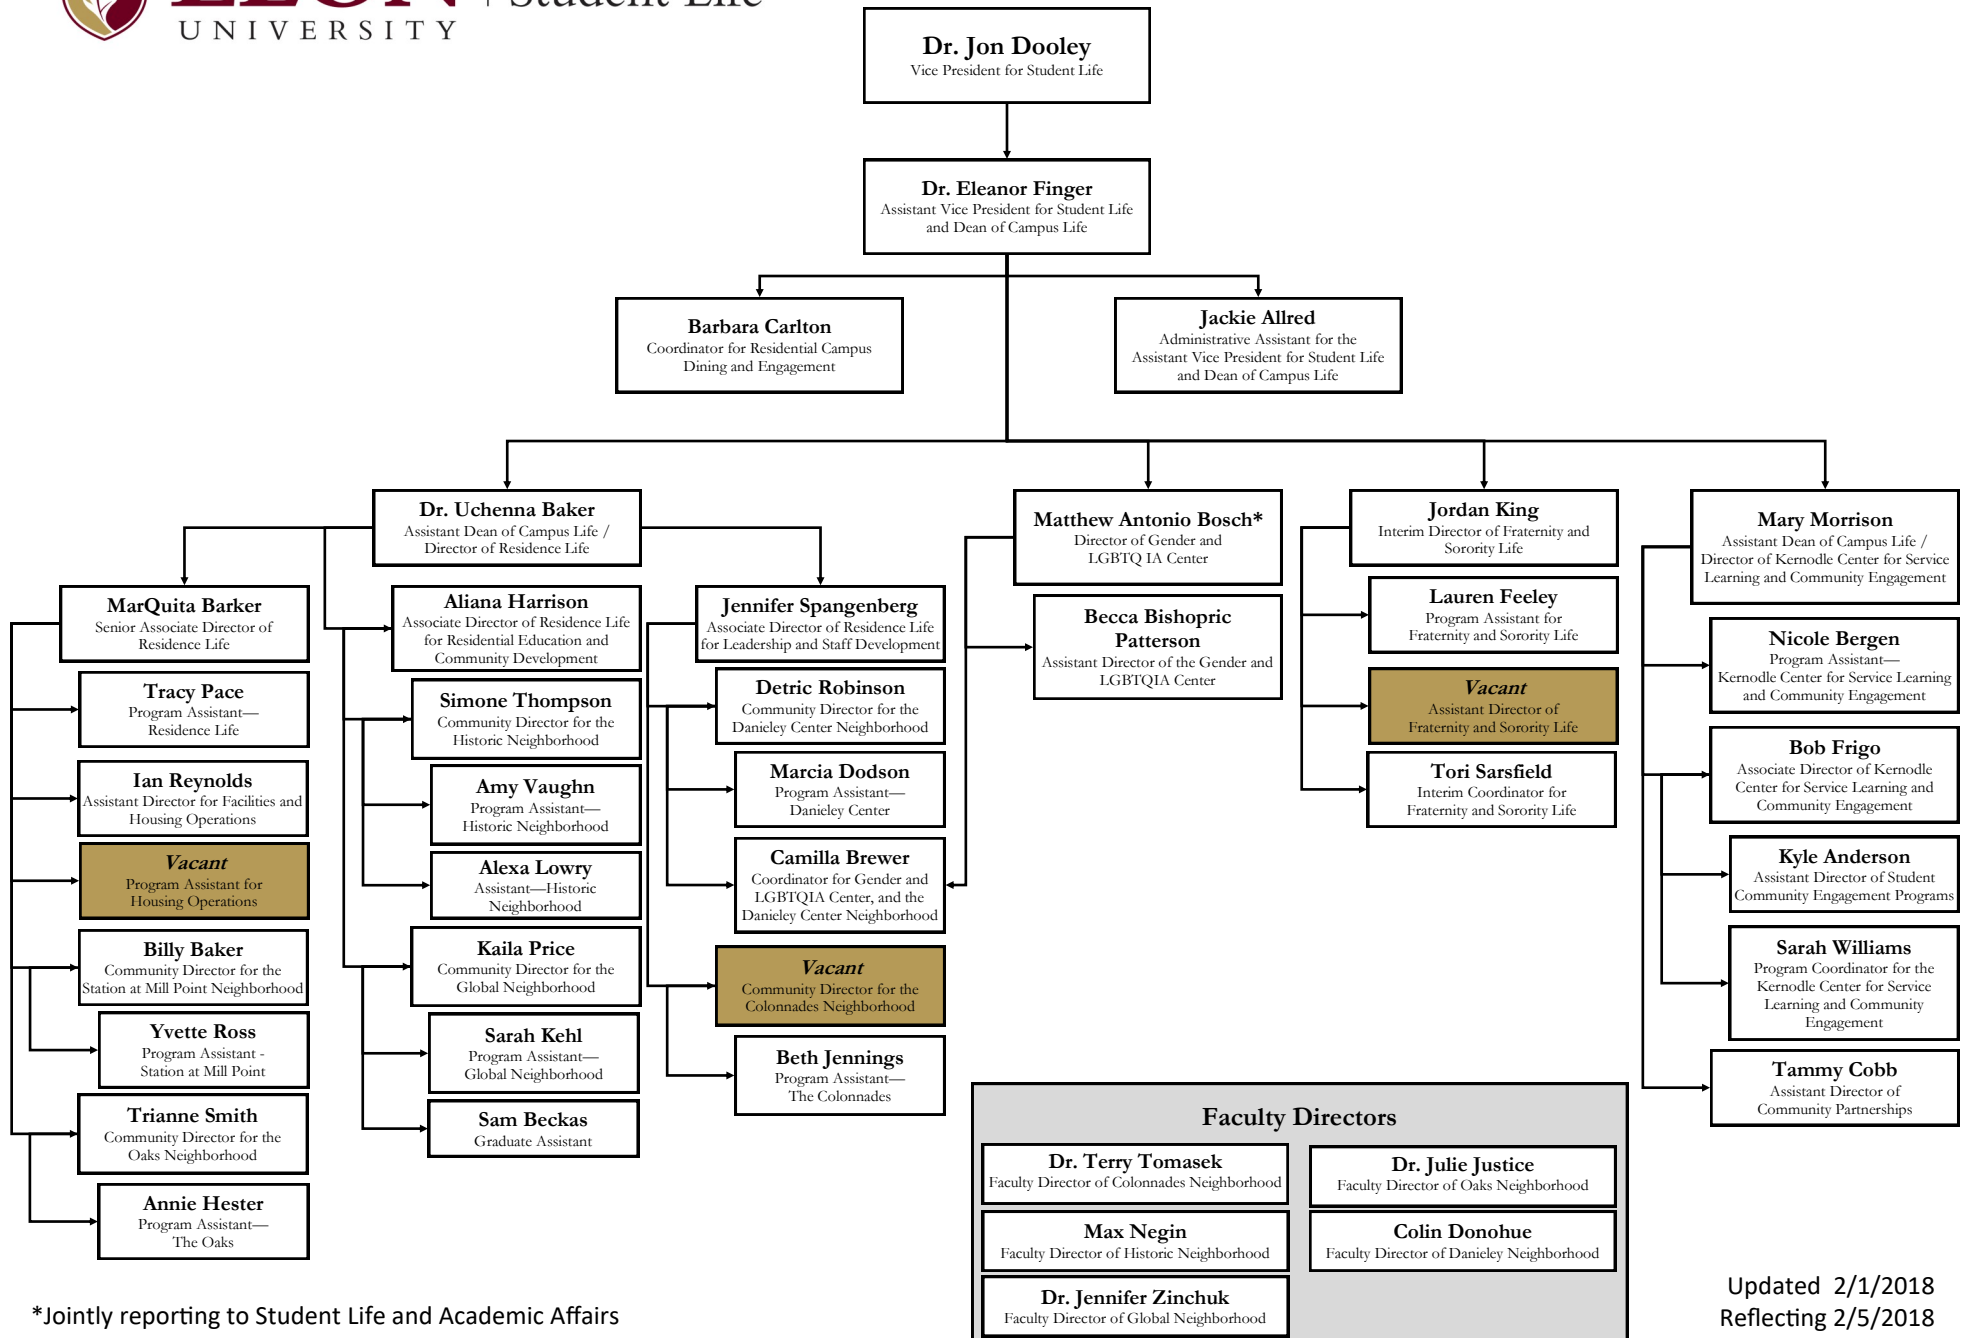 UNIVERSITY
Dr. Jon Dooley
Vice President for Student Life
Dr. Eleanor Finger
Assistant Vice President for Student Life
and Dean of Campus Life
Barbara Carlton
Coordinator for Residential Campus
Dining and Engagement
Jackie Allred
Administrative Assistant for the
Assistant Vice President for Student Life
and Dean of Campus Life
Dr. Uchenna Baker
Assistant Dean of Campus Life /
Director of Residence Life
MarQuita Barker
Senior Associate Director of
Residence Life
Tracy Pace
Program Assistant—
Residence Life
Ian Reynolds
Assistant Director for Facilities and
Housing Operations
Vacant
Program Assistant for
Housing Operations
Billy Baker
Community Director for the
Station at Mill Point Neighborhood
Yvette Ross
Program Assistant -
Station at Mill Point
Trianne Smith
Community Director for the
Oaks Neighborhood
Annie Hester
Program Assistant—
The Oaks
Aliana Harrison
Associate Director of Residence Life
for Residential Education and
Community Development
Simone Thompson
Community Director for the
Historic Neighborhood
Amy Vaughn
Program Assistant—
Historic Neighborhood
Alexa Lowry
Assistant—Historic
Neighborhood
Kaila Price
Community Director for the
Global Neighborhood
Sarah Kehl
Program Assistant—
Global Neighborhood
Sam Beckas
Graduate Assistant
Jennifer Spangenberg
Associate Director of Residence Life
for Leadership and Staff Development
Detric Robinson
Community Director for the
Danieley Center Neighborhood
Marcia Dodson
Program Assistant—
Danieley Center
Camilla Brewer
Coordinator for Gender and
LGBTQIA Center, and the
Danieley Center Neighborhood
Vacant
Community Director for the
Colonnades Neighborhood
Beth Jennings
Program Assistant—
The Colonnades
Matthew Antonio Bosch*
Director of Gender and
LGBTQ IA Center
Becca Bishopric
Patterson
Assistant Director of the Gender and
LGBTQIA Center
Jordan King
Interim Director of Fraternity and
Sorority Life
Lauren Feeley
Program Assistant for
Fraternity and Sorority Life
Vacant
Assistant Director of
Fraternity and Sorority Life
Tori Sarsfield
Interim Coordinator for
Fraternity and Sorority Life
Mary Morrison
Assistant Dean of Campus Life /
Director of Kernodle Center for Service
Learning and Community Engagement
Nicole Bergen
Program Assistant—
Kernodle Center for Service Learning
and Community Engagement
Bob Frigo
Associate Director of Kernodle
Center for Service Learning and
Community Engagement
Kyle Anderson
Assistant Director of Student
Community Engagement Programs
Sarah Williams
Program Coordinator for the
Kernodle Center for Service
Learning and Community
Engagement
Tammy Cobb
Assistant Director of
Community Partnerships
Faculty Directors
Dr. Terry Tomasek
Faculty Director of Colonnades Neighborhood
Dr. Julie Justice
Faculty Director of Oaks Neighborhood
Max Negin
Faculty Director of Historic Neighborhood
Colin Donohue
Faculty Director of Danieley Neighborhood
Dr. Jennifer Zinchuk
Faculty Director of Global Neighborhood
*Jointly reporting to Student Life and Academic Affairs
Updated 2/1/2018
Reflecting 2/5/2018